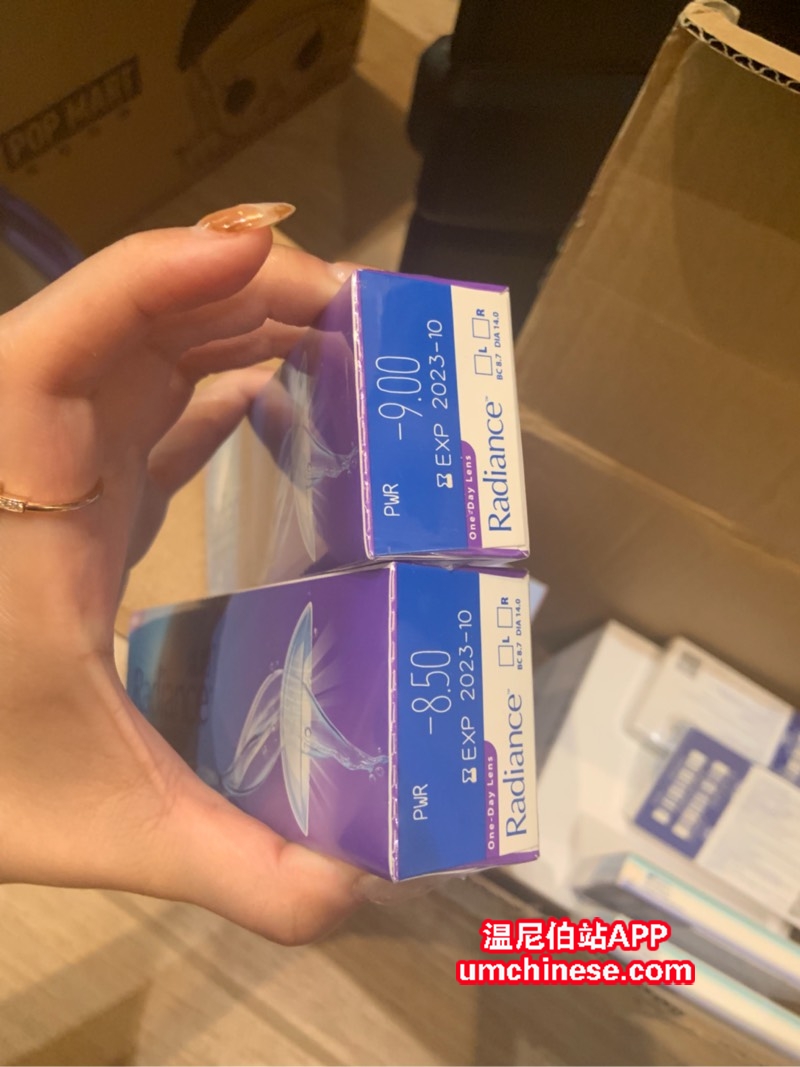 POP MART
PWR -9.00
EXP 2023-10
One-Day Lens
Radiance™
L R
BC 8.7 DIA 14.0
PWR -8.50
EXP 2023-10
One-Day Lens
Radiance™
L R
BC 8.7 DIA 14.0
温尼伯站APP
umchinese.com